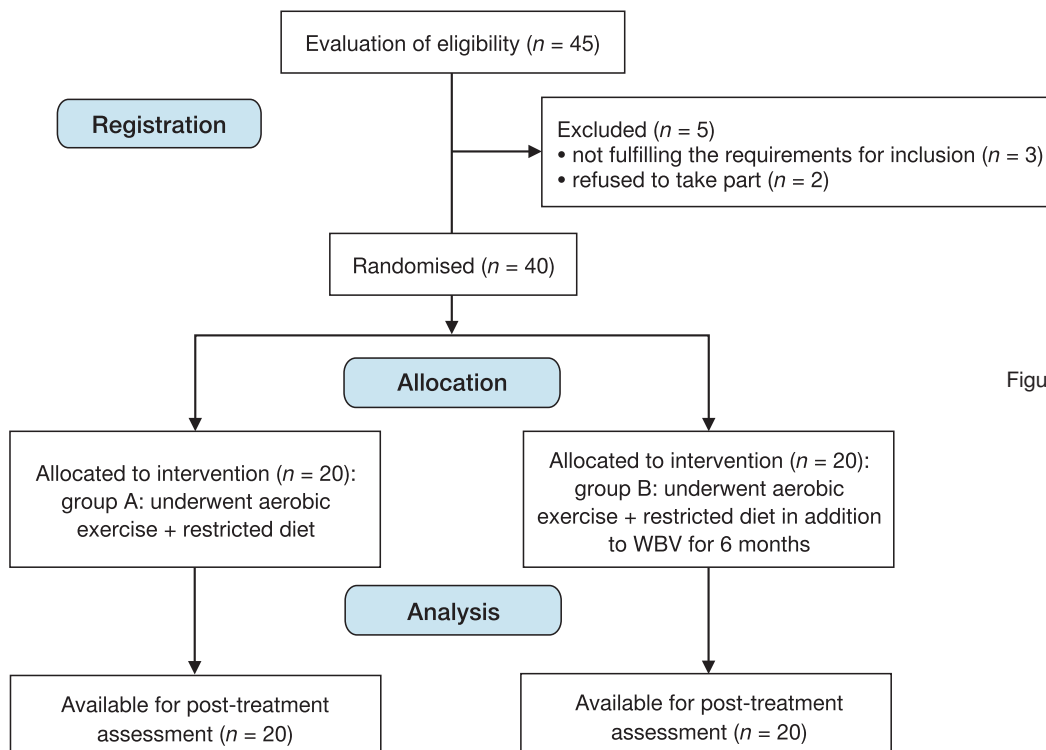 Evaluation of eligibility (n = 45)
Registration
Excluded (n = 5)
• not fulfilling the requirements for inclusion (n = 3)
• refused to take part (n = 2)
Randomised (n = 40)
Allocation
Figu
Allocated to intervention (n = 20):
group A: underwent aerobic
exercise + restricted diet
Allocated to intervention (n = 20):
group B: underwent aerobic
exercise + restricted diet in addition
to WBV for 6 months
Analysis
Available for post-treatment
assessment (n = 20)
Available for post-treatment
assessment (n = 20)